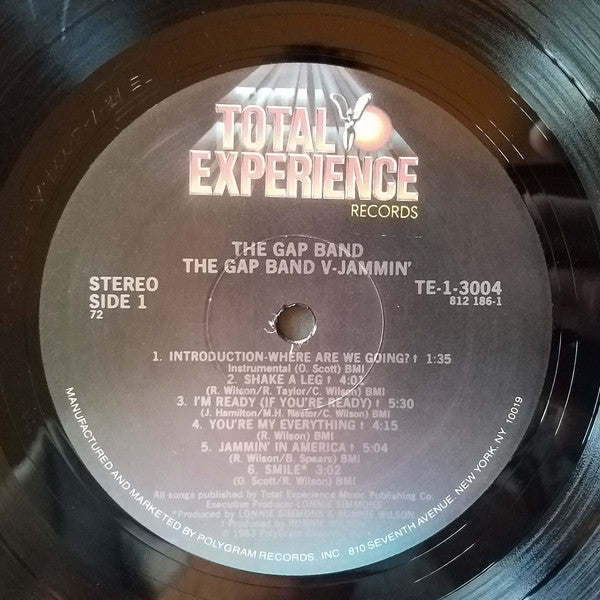 TOTAL
EXPERIENCE
RECORDS
THE GAP BAND
THE GAP BAND V-JAMMIN'
STEREO
SIDE 1
72
TE-1-3004
812 186-1
1. INTRODUCTION-WHERE ARE WE GOING? † 1:35
Instrumental (O. Scott) BMI
2. SHAKE A LEG † 4:01
(R. Wilson/R. Taylor/C. Wilson) BMI
3. I'M READY (IF YOU'RE READY) † 5:30
(J. Hamilton/M.H. Nealor/C. Wilson) BMI
4. YOU'RE MY EVERYTHING † 4:15
(R. Wilson) BMI
5. JAMMIN' IN AMERICA † 5:04
(R. Wilson/B. Spears) BMI
6. SMILE* 3:02
(O. Scott/R. Wilson) BMI
All songs published by Total Experience Music Publishing Co.
Executive Producer-LONNIE SIMMONS
*Produced by LONNIE SIMMONS & RONNIE WILSON
† Produced by RONNIE WILSON
℗ 1983 PolyGram Records, Inc.
MANUFACTURED AND MARKETED BY POLYGRAM RECORDS, INC. 810 SEVENTH AVENUE, NEW YORK, NY 10019